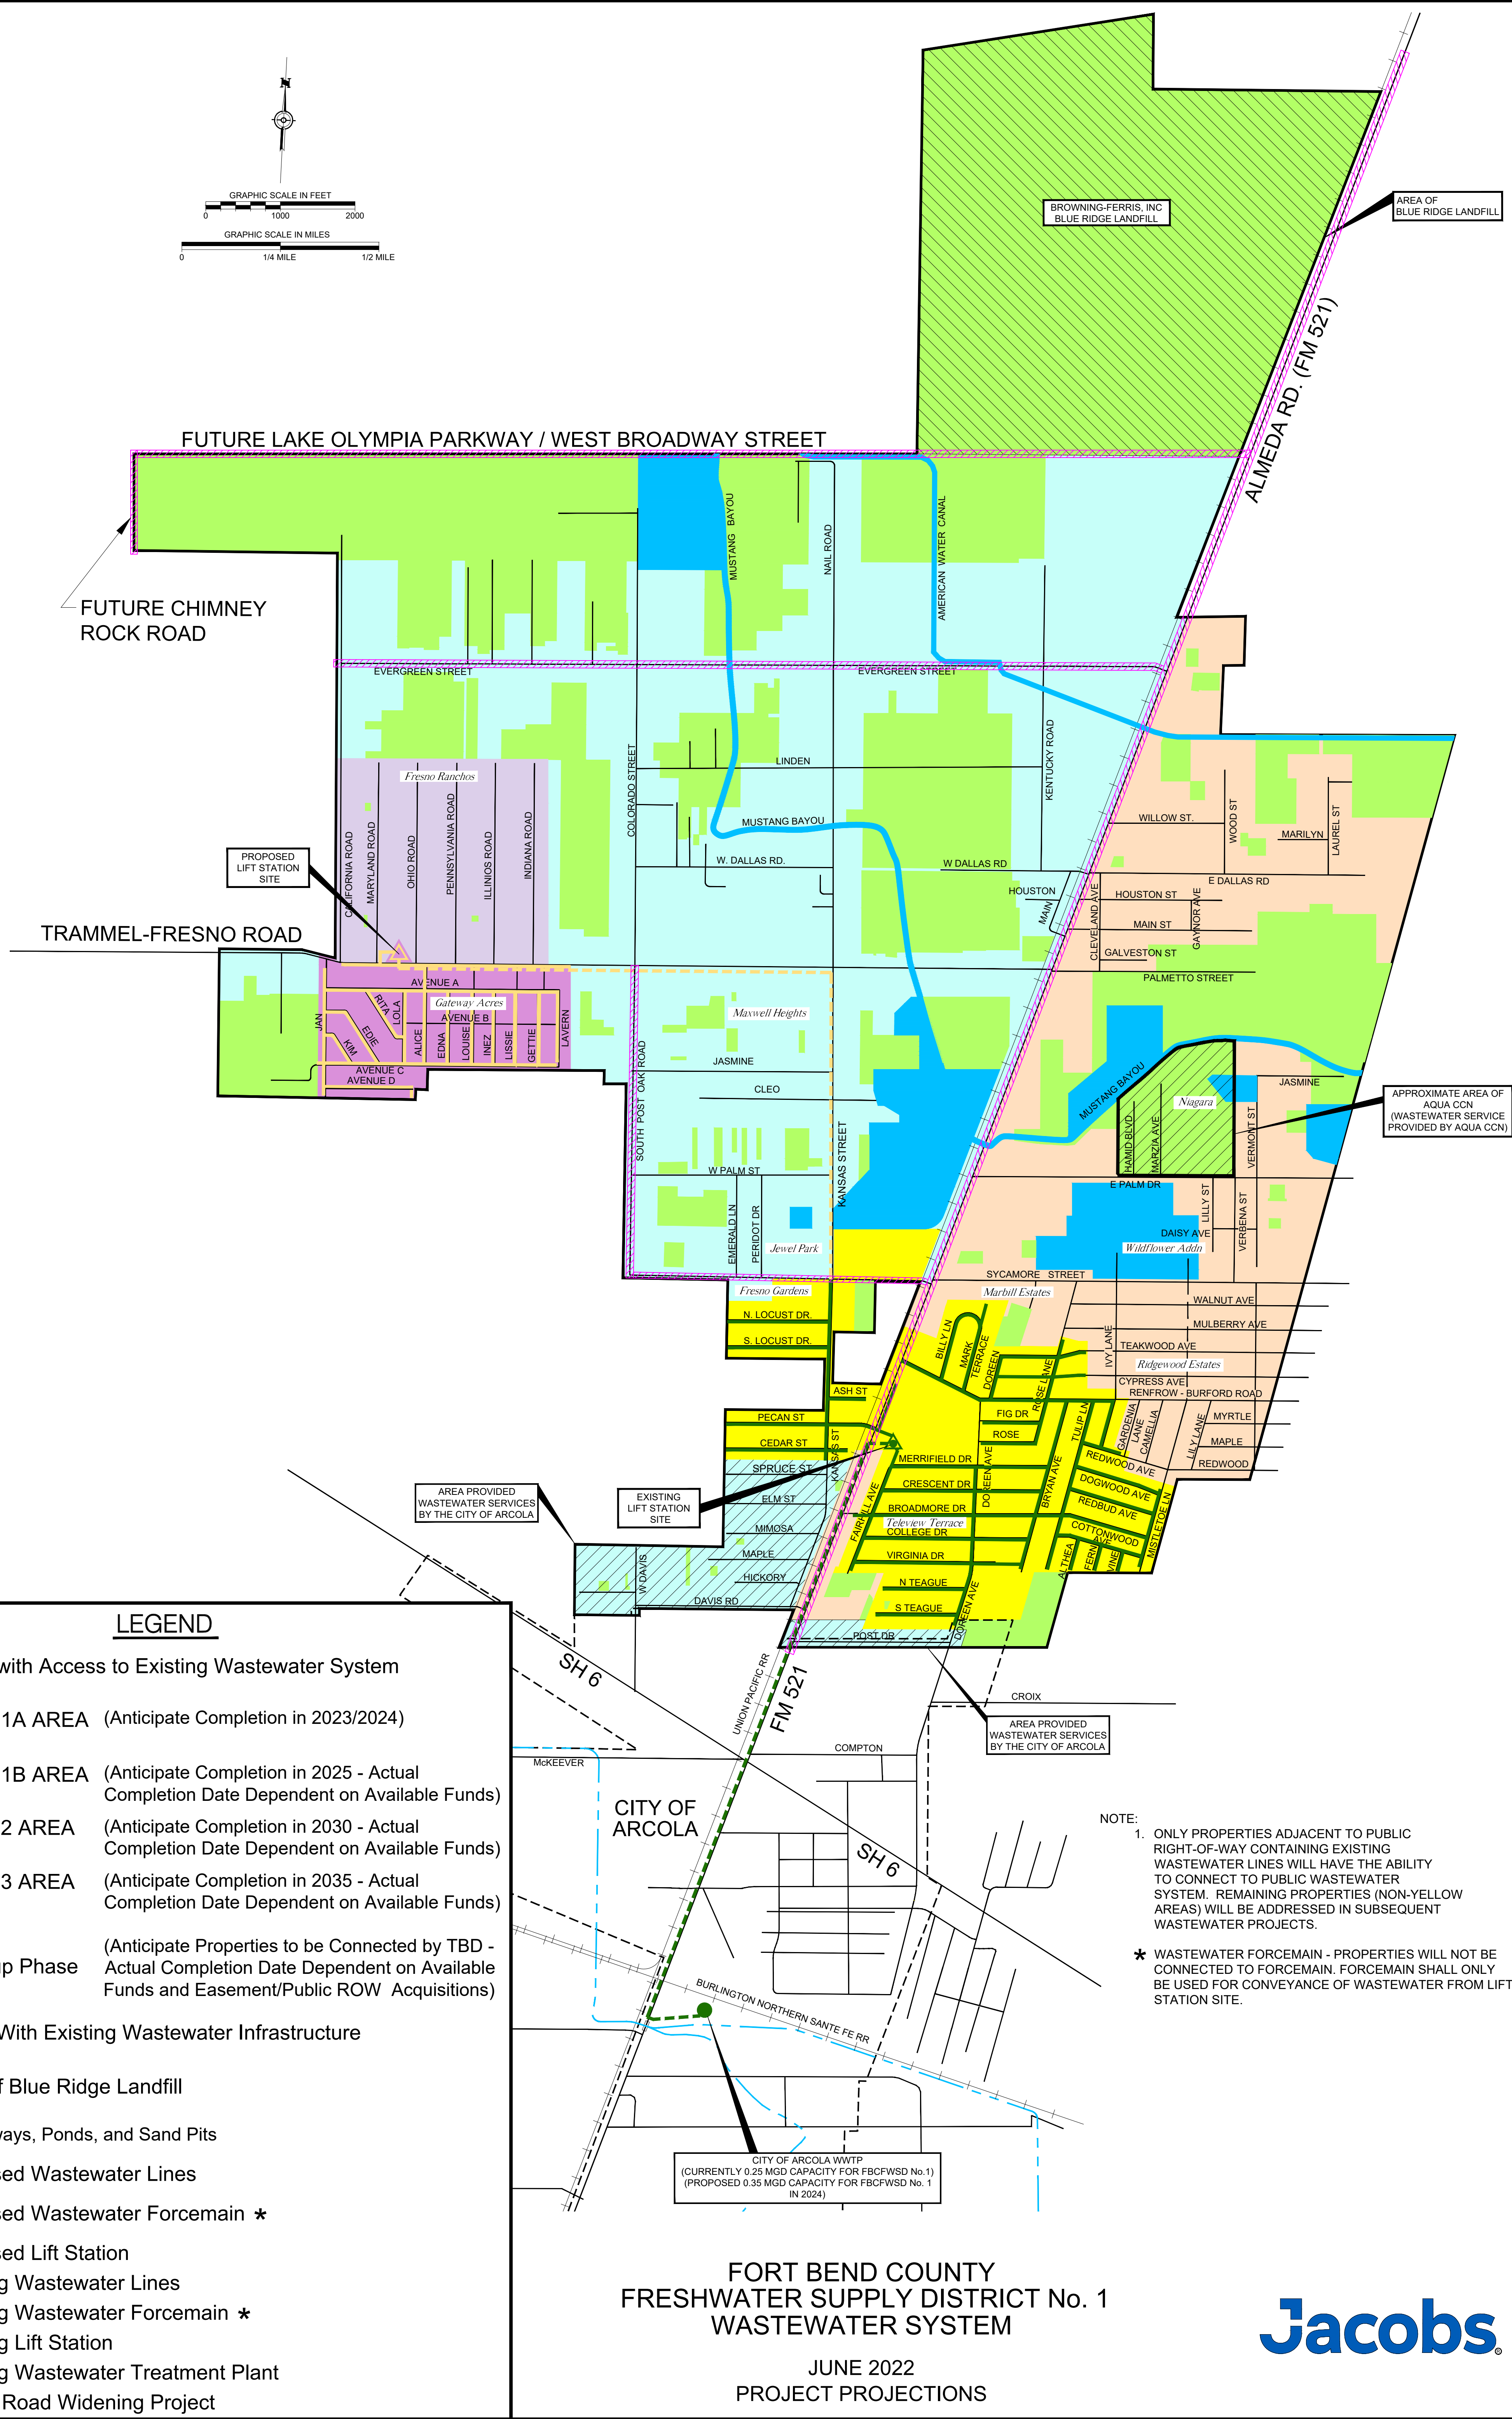 N
GRAPHIC SCALE IN FEET
0 1000 2000
GRAPHIC SCALE IN MILES
0 1/4 MILE 1/2 MILE
BROWNING-FERRIS, INC
BLUE RIDGE LANDFILL
AREA OF
BLUE RIDGE LANDFILL
ALMEDA RD. (FM 521)
FUTURE LAKE OLYMPIA PARKWAY / WEST BROADWAY STREET
FUTURE CHIMNEY
ROCK ROAD
MUSTANG BAYOU
NAIL ROAD
AMERICAN WATER CANAL
EVERGREEN STREET
EVERGREEN STREET
COLORADO STREET
LINDEN
KENTUCKY ROAD
MUSTANG BAYOU
W. DALLAS RD.
W DALLAS RD
Fresno Ranchos
CALIFORNIA ROAD
MARYLAND ROAD
OHIO ROAD
PENNSYLVANIA ROAD
ILLINIOS ROAD
INDIANA ROAD
PROPOSED
LIFT STATION
SITE
TRAMMEL-FRESNO ROAD
WILLOW ST.
WOOD ST
MARILYN
LAUREL ST
E DALLAS RD
HOUSTON
MAIN
CLEVELAND AVE
HOUSTON ST
MAIN ST
GAYNOR AVE
GALVESTON ST
PALMETTO STREET
AVENUE A
Gateway Acres
AVENUE B
JAN
RITA
LOLA
EDIE
KIM
ALICE
EDNA
LOUISE
INEZ
LISSIE
GETTIE
LAVERN
AVENUE C
AVENUE D
SOUTH POST OAK ROAD
Maxwell Heights
JASMINE
CLEO
KANSAS STREET
W PALM ST
EMERALD LN
PERIDOT DR
Jewel Park
MUSTANG BAYOU
Niagara
HAMID BLVD
MARZIA AVE
VERMONT ST
JASMINE
APPROXIMATE AREA OF
AQUA CCN
(WASTEWATER SERVICE
PROVIDED BY AQUA CCN)
E PALM DR
LILLY ST
DAISY AVE
VERBENA ST
Wildflower Addn
SYCAMORE STREET
Fresno Gardens
N. LOCUST DR.
S. LOCUST DR.
Marbill Estates
WALNUT AVE
MULBERRY AVE
TEAKWOOD AVE
IVY LANE
Ridgewood Estates
CYPRESS AVE
RENFROW - BURFORD ROAD
BILLY LN
MARK
TERRACE
DOREEN
ROSE LANE
ASH ST
PECAN ST
CEDAR ST
KANSAS ST
SPRUCE ST
ELM ST
MIMOSA
MAPLE
HICKORY
W DAVIS
DAVIS RD
FIG DR
ROSE
TULIP LN
GARDENIA
LANE
CAMELLIA
LILY LANE
MYRTLE
MAPLE
REDWOOD
REDWOOD AVE
DOGWOOD AVE
REDBUD AVE
COTTONWOOD
AVE
MISTLETOE LN
ALTHEA
FERN
VINE
MERRIFIELD DR
CRESCENT DR
BROADMORE DR
Teleview Terrace
COLLEGE DR
VIRGINIA DR
N TEAGUE
S TEAGUE
POST DR
FAIRHILL AVE
DOREEN AVE
BRYAN AVE
DOREEN AVE
AREA PROVIDED
WASTEWATER SERVICES
BY THE CITY OF ARCOLA
EXISTING
LIFT STATION
SITE
SH 6
UNION PACIFIC RR
FM 521
CROIX
AREA PROVIDED
WASTEWATER SERVICES
BY THE CITY OF ARCOLA
McKEEVER
COMPTON
CITY OF
ARCOLA
SH 6
BURLINGTON NORTHERN SANTE FE RR
CITY OF ARCOLA WWTP
(CURRENTLY 0.25 MGD CAPACITY FOR FBCFWSD No.1)
(PROPOSED 0.35 MGD CAPACITY FOR FBCFWSD No. 1
IN 2024)
NOTE:
1. ONLY PROPERTIES ADJACENT TO PUBLIC
RIGHT-OF-WAY CONTAINING EXISTING
WASTEWATER LINES WILL HAVE THE ABILITY
TO CONNECT TO PUBLIC WASTEWATER
SYSTEM. REMAINING PROPERTIES (NON-YELLOW
AREAS) WILL BE ADDRESSED IN SUBSEQUENT
WASTEWATER PROJECTS.
* WASTEWATER FORCEMAIN - PROPERTIES WILL NOT BE
CONNECTED TO FORCEMAIN. FORCEMAIN SHALL ONLY
BE USED FOR CONVEYANCE OF WASTEWATER FROM LIFT
STATION SITE.
LEGEND
with Access to Existing Wastewater System
1A AREA (Anticipate Completion in 2023/2024)
1B AREA (Anticipate Completion in 2025 - Actual
Completion Date Dependent on Available Funds)
2 AREA (Anticipate Completion in 2030 - Actual
Completion Date Dependent on Available Funds)
3 AREA (Anticipate Completion in 2035 - Actual
Completion Date Dependent on Available Funds)
(Anticipate Properties to be Connected by TBD -
up Phase Actual Completion Date Dependent on Available
Funds and Easement/Public ROW Acquisitions)
With Existing Wastewater Infrastructure
f Blue Ridge Landfill
ways, Ponds, and Sand Pits
sed Wastewater Lines
sed Wastewater Forcemain *
sed Lift Station
g Wastewater Lines
g Wastewater Forcemain *
g Lift Station
g Wastewater Treatment Plant
Road Widening Project
FORT BEND COUNTY
FRESHWATER SUPPLY DISTRICT No. 1
WASTEWATER SYSTEM
JUNE 2022
PROJECT PROJECTIONS
Jacobs